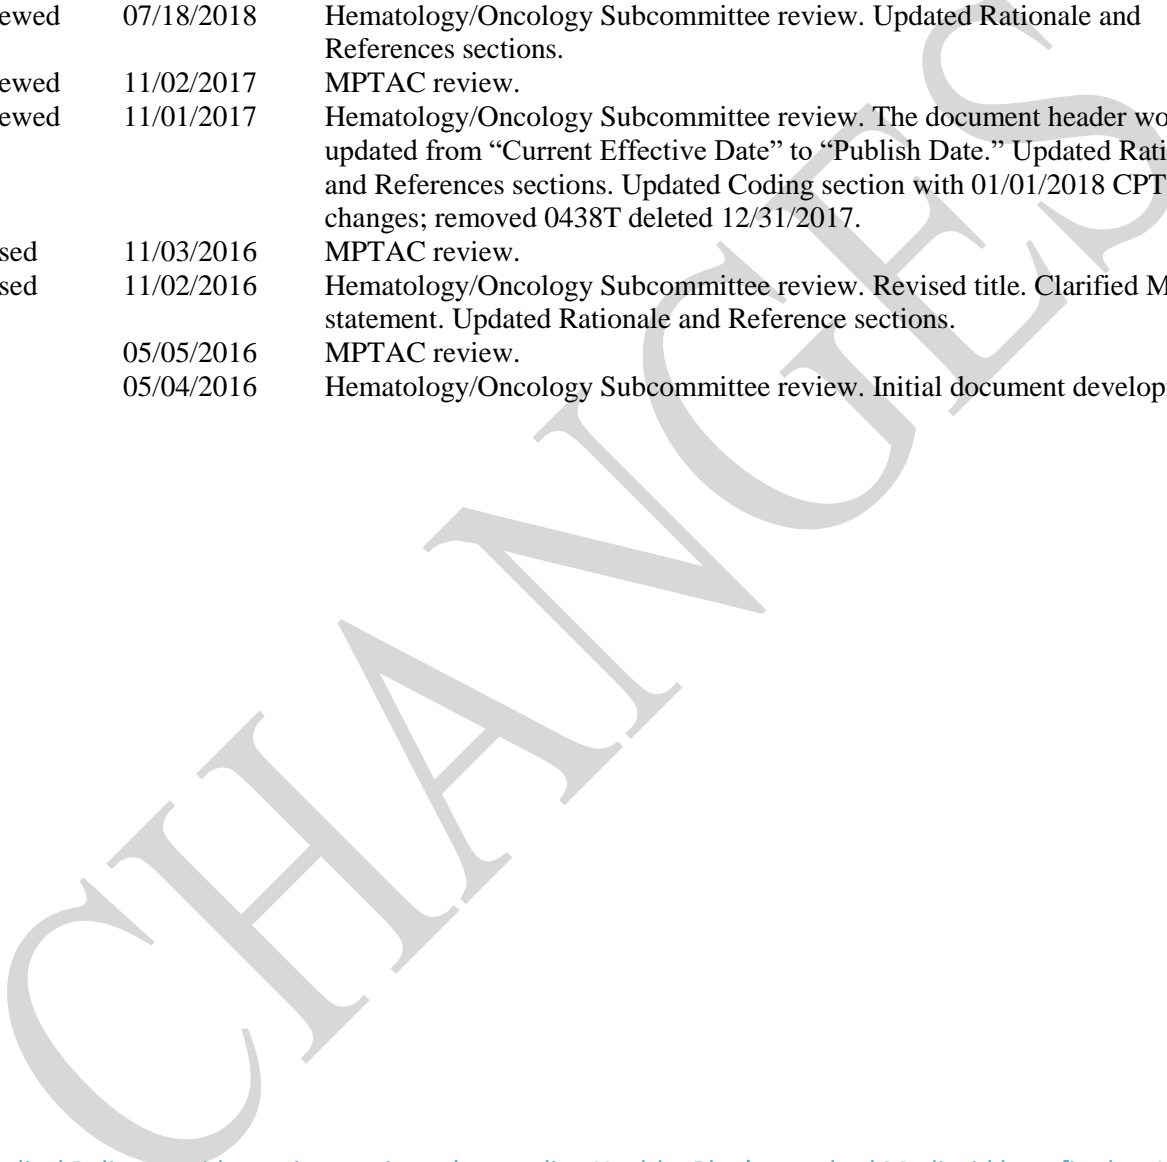 ewed 07/18/2018 Hematology/Oncology Subcommittee review. Updated Rationale and
References sections.
ewed 11/02/2017 MPTAC review.
ewed 11/01/2017 Hematology/Oncology Subcommittee review. The document header wo
updated from “Current Effective Date” to “Publish Date.” Updated Rati
and References sections. Updated Coding section with 01/01/2018 CPT
changes; removed 0438T deleted 12/31/2017.
sed 11/03/2016 MPTAC review.
sed 11/02/2016 Hematology/Oncology Subcommittee review. Revised title. Clarified M
statement. Updated Rationale and Reference sections.
05/05/2016 MPTAC review.
05/04/2016 Hematology/Oncology Subcommittee review. Initial document develop
CHANGES